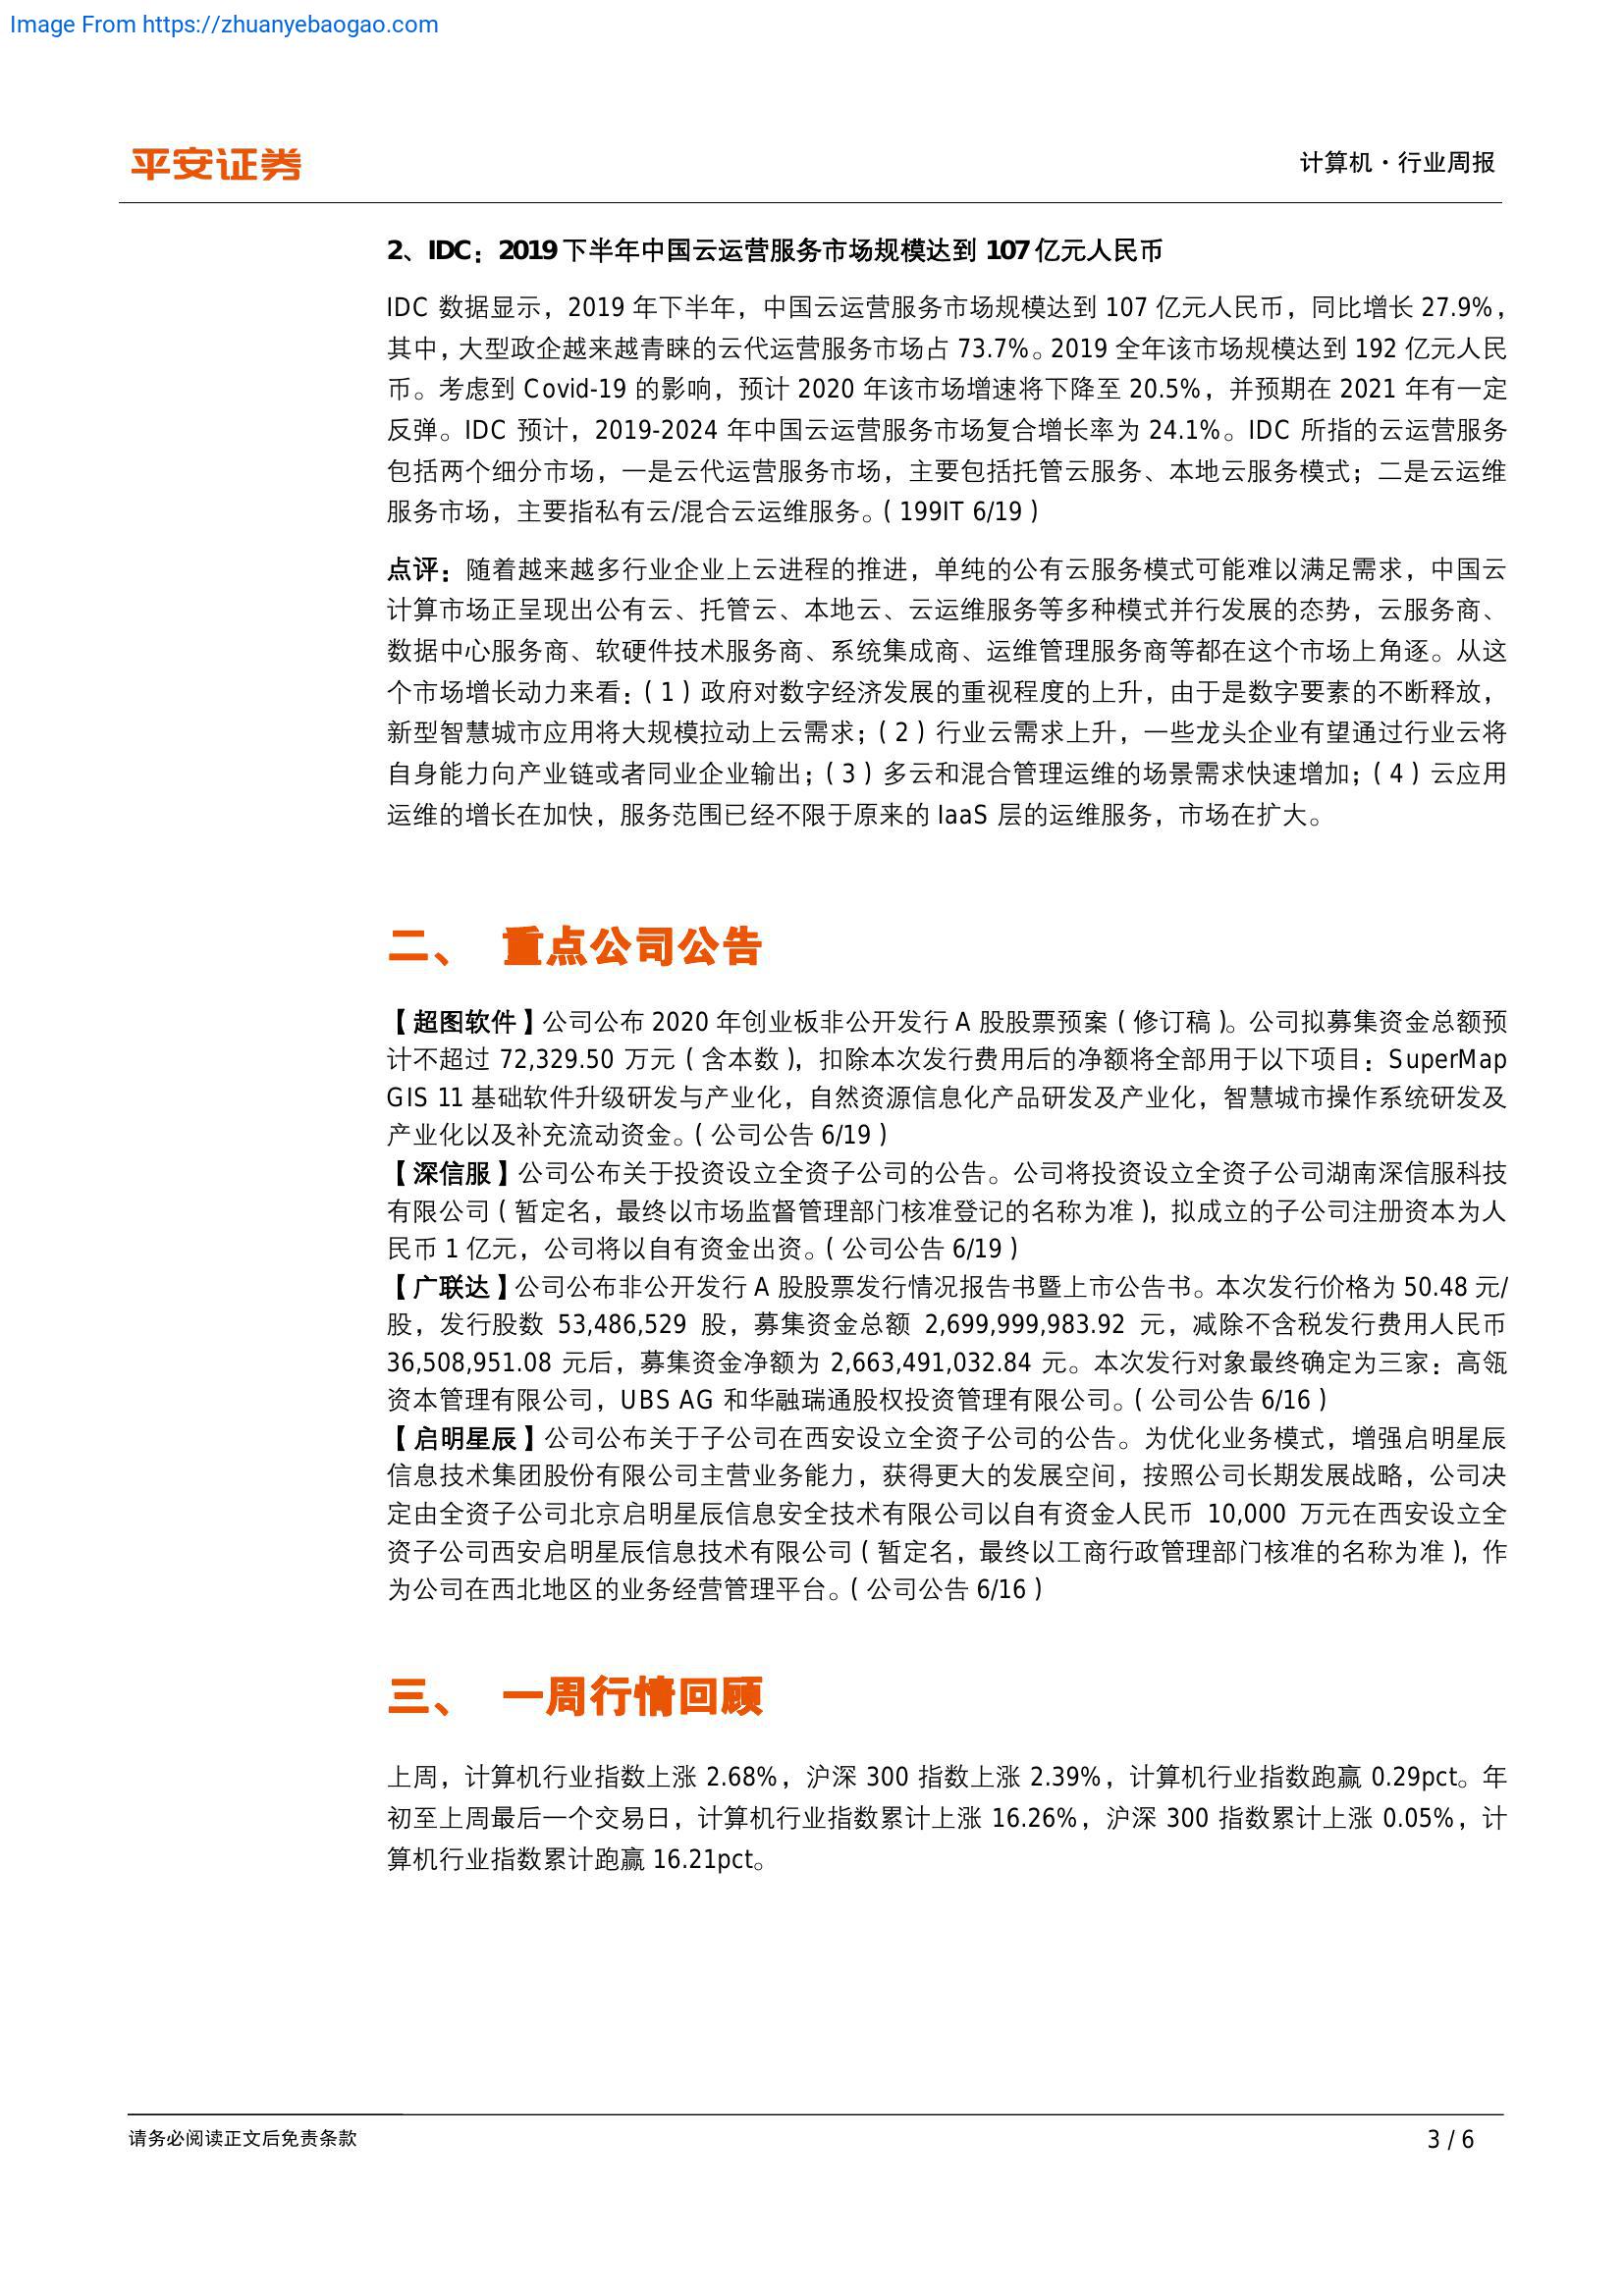 Image From https://zhuanyebaogao.com
平安证券
计算机·行业周报
2、IDC：2019下半年中国云运营服务市场规模达到 107亿元人民币
IDC 数据显示，2019 年下半年，中国云运营服务市场规模达到 107 亿元人民币，同比增长 27.9%，
其中，大型政企越来越青睐的云代运营服务市场占 73.7%。2019 全年该市场规模达到 192 亿元人民
币。考虑到 Covid-19 的影响，预计 2020 年该市场增速将下降至 20.5%，并预期在 2021 年有一定
反弹。IDC 预计，2019-2024 年中国云运营服务市场复合增长率为 24.1%。IDC 所指的云运营服务
包括两个细分市场，一是云代运营服务市场，主要包括托管云服务、本地云服务模式；二是云运维
服务市场，主要指私有云/混合云运维服务。（199IT 6/19）
点评：随着越来越多行业企业上云进程的推进，单纯的公有云服务模式可能难以满足需求，中国云
计算市场正呈现出公有云、托管云、本地云、云运维服务等多种模式并行发展的态势，云服务商、
数据中心服务商、软硬件技术服务商、系统集成商、运维管理服务商等都在这个市场上角逐。从这
个市场增长动力来看：（1）政府对数字经济发展的重视程度的上升，由于是数字要素的不断释放，
新型智慧城市应用将大规模拉动上云需求；（2）行业云需求上升，一些龙头企业有望通过行业云将
自身能力向产业链或者同业企业输出；（3）多云和混合管理运维的场景需求快速增加；（4）云应用
运维的增长在加快，服务范围已经不限于原来的 IaaS 层的运维服务，市场在扩大。
二、 重点公司公告
【超图软件】公司公布 2020 年创业板非公开发行 A 股股票预案（修订稿）。公司拟募集资金总额预
计不超过 72,329.50 万元（含本数），扣除本次发行费用后的净额将全部用于以下项目：SuperMap
GIS 11 基础软件升级研发与产业化，自然资源信息化产品研发及产业化，智慧城市操作系统研发及
产业化以及补充流动资金。（公司公告 6/19）
【深信服】公司公布关于投资设立全资子公司的公告。公司将投资设立全资子公司湖南深信服科技
有限公司（暂定名，最终以市场监督管理部门核准登记的名称为准），拟成立的子公司注册资本为人
民币 1 亿元，公司将以自有资金出资。（公司公告 6/19）
【广联达】公司公布非公开发行 A 股股票发行情况报告书暨上市公告书。本次发行价格为 50.48 元/
股，发行股数 53,486,529 股，募集资金总额 2,699,999,983.92 元，减除不含税发行费用人民币
36,508,951.08 元后，募集资金净额为 2,663,491,032.84 元。本次发行对象最终确定为三家：高瓴
资本管理有限公司，UBS AG 和华融瑞通股权投资管理有限公司。（公司公告 6/16）
【启明星辰】公司公布关于子公司在西安设立全资子公司的公告。为优化业务模式，增强启明星辰
信息技术集团股份有限公司主营业务能力，获得更大的发展空间，按照公司长期发展战略，公司决
定由全资子公司北京启明星辰信息安全技术有限公司以自有资金人民币 10,000 万元在西安设立全
资子公司西安启明星辰信息技术有限公司（暂定名，最终以工商行政管理部门核准的名称为准），作
为公司在西北地区的业务经营管理平台。（公司公告 6/16）
三、 一周行情回顾
上周，计算机行业指数上涨 2.68%，沪深 300 指数上涨 2.39%，计算机行业指数跑赢 0.29pct。年
初至上周最后一个交易日，计算机行业指数累计上涨 16.26%，沪深 300 指数累计上涨 0.05%，计
算机行业指数累计跑赢 16.21pct。
请务必阅读正文后免责条款
3 / 6